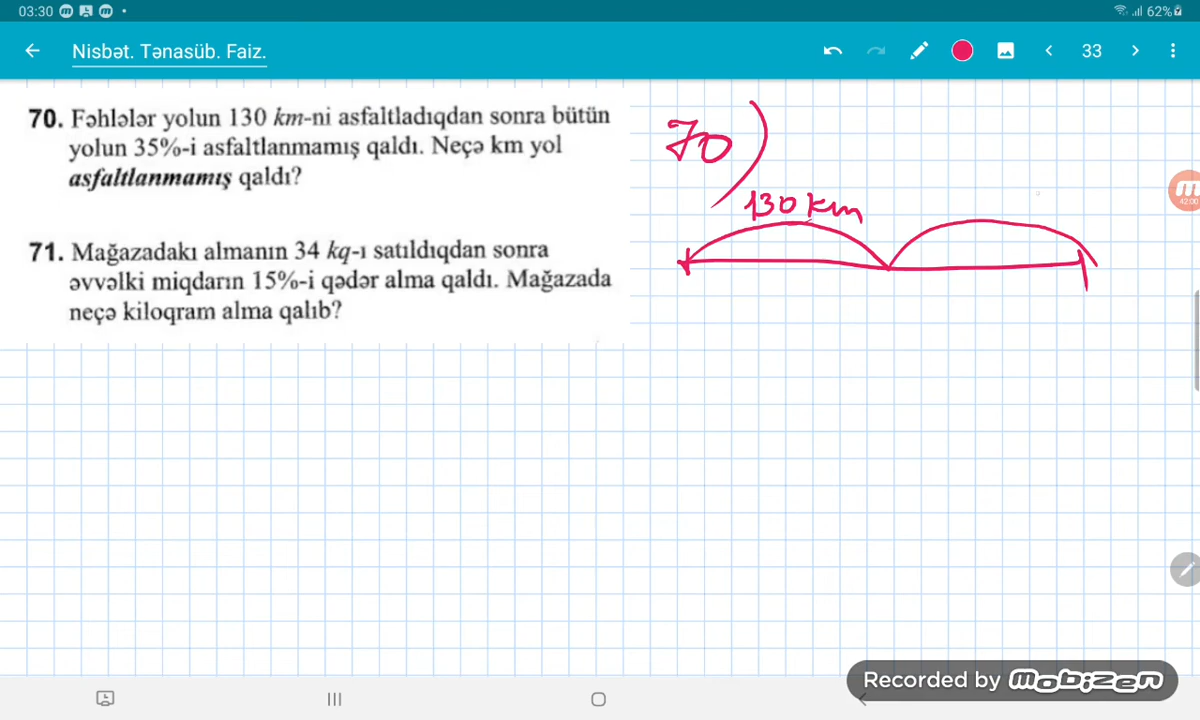 03:30
62%
Nisbət. Tənasüb. Faiz.
33
70. Fəhlələr yolun 130 km-ni asfaltladıqdan sonra bütün
yolun 35%-i asfaltlanmamış qaldı. Neçə km yol
asfaltlanmamış qaldı?
71. Mağazadakı almanın 34 kq-ı satıldıqdan sonra
əvvəlki miqdarın 15%-i qədər alma qaldı. Mağazada
neçə kiloqram alma qalıb?
70)
130 km
42:00
Recorded by mobizen